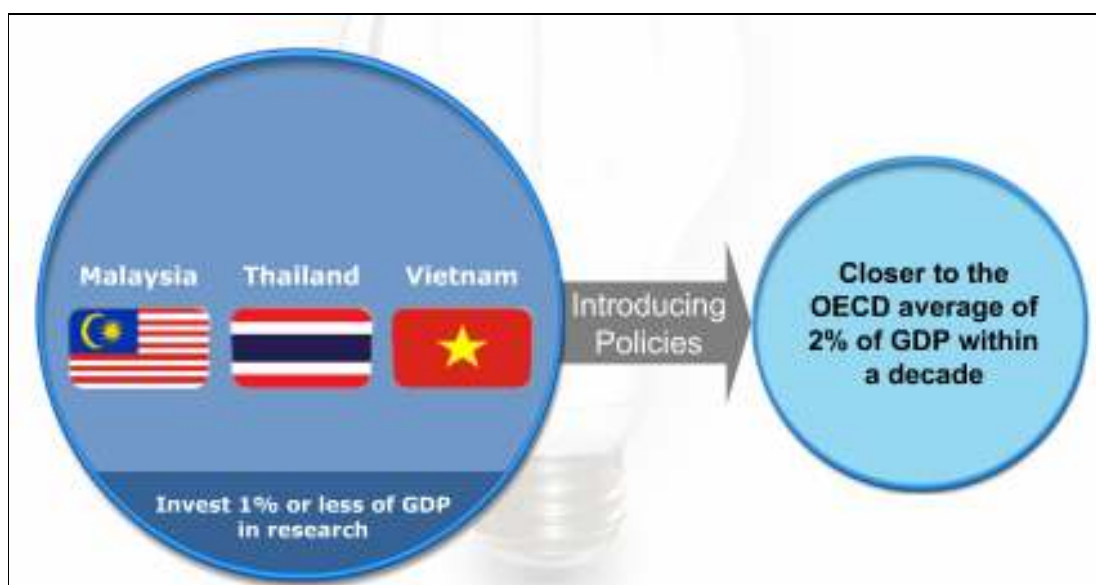 Malaysia Thailand Vietnam
Invest 1% or less of GDP
in research
Introducing
Policies
Closer to the
OECD average of
2% of GDP within
a decade